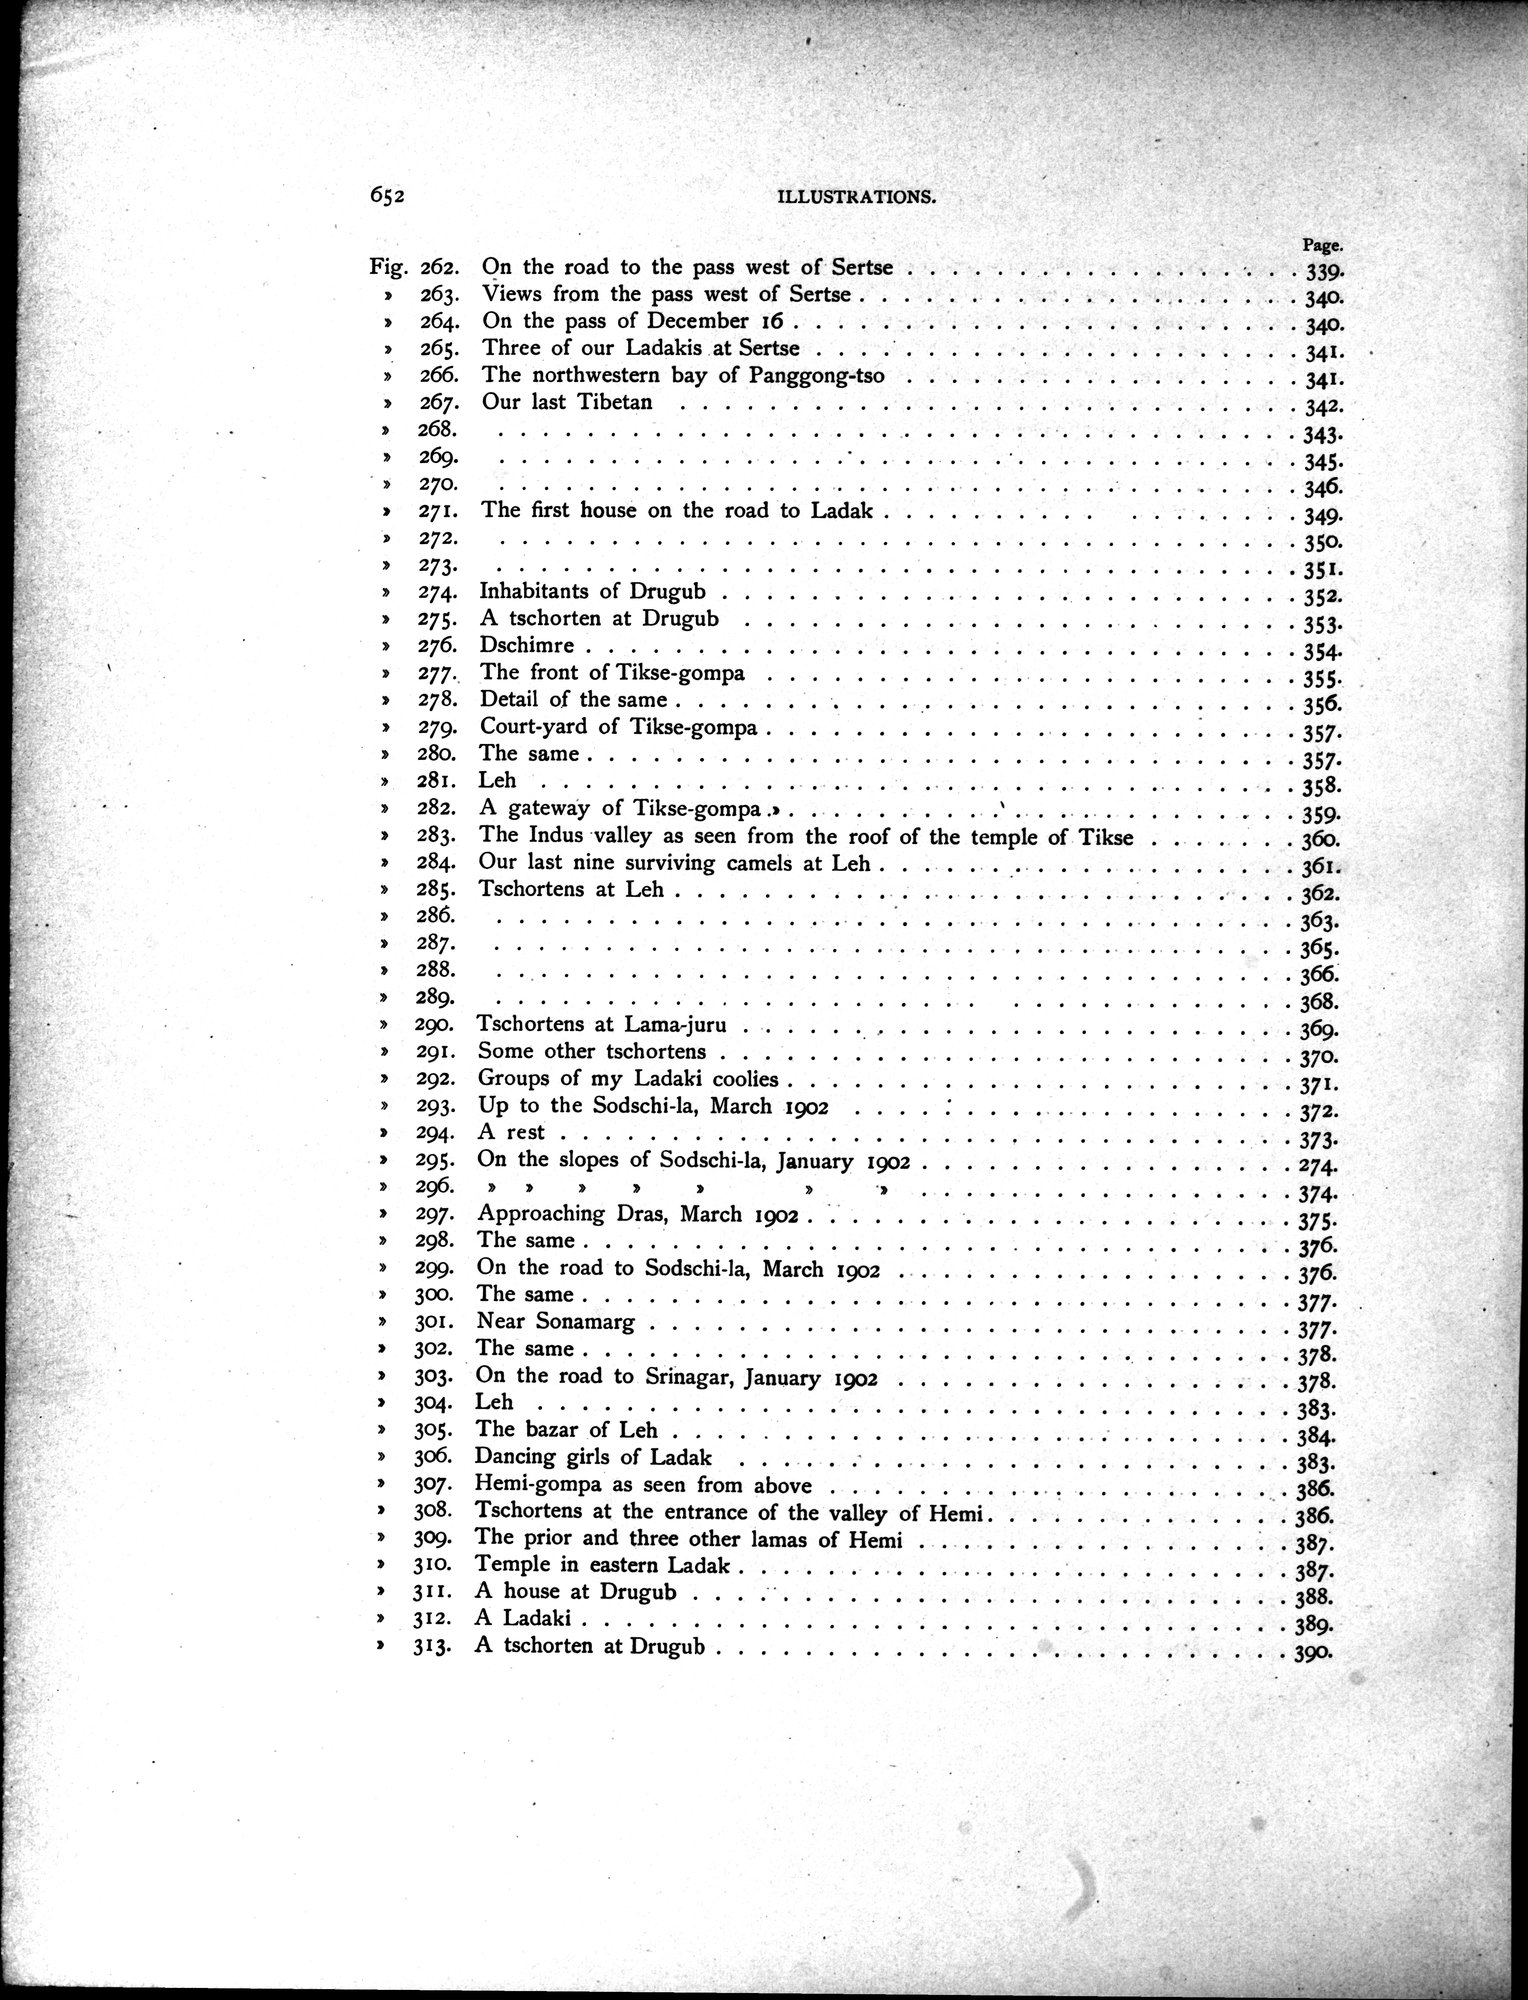 652 ILLUSTRATIONS.
Page.
Fig. 262. On the road to the pass west of Sertse . . . . . . . . . . . . . . . . . . 339.
» 263. Views from the pass west of Sertse . . . . . . . . . . . . . . . . . . . . 340.
» 264. On the pass of December 16 . . . . . . . . . . . . . . . . . . . . . . . 340.
» 265. Three of our Ladakis at Sertse . . . . . . . . . . . . . . . . . . . . . . 341.
» 266. The northwestern bay of Panggong-tso . . . . . . . . . . . . . . . . . . 341.
» 267. Our last Tibetan . . . . . . . . . . . . . . . . . . . . . . . . . . . . 342.
» 268. . . . . . . . . . . . . . . . . . . . . . . . . . . . . . . . . . . . . 343.
» 269. . . . . . . . . . . . . . . . . . . . . . . . . . . . . . . . . . . . . 345.
» 270. . . . . . . . . . . . . . . . . . . . . . . . . . . . . . . . . . . . . 346.
» 271. The first house on the road to Ladak . . . . . . . . . . . . . . . . . . 349.
» 272. . . . . . . . . . . . . . . . . . . . . . . . . . . . . . . . . . . . . 350.
» 273. . . . . . . . . . . . . . . . . . . . . . . . . . . . . . . . . . . . . 351.
» 274. Inhabitants of Drugub . . . . . . . . . . . . . . . . . . . . . . . . . . 352.
» 275. A tschorten at Drugub . . . . . . . . . . . . . . . . . . . . . . . . . 353.
» 276. Dschimre . . . . . . . . . . . . . . . . . . . . . . . . . . . . . . . . 354.
» 277. The front of Tikse-gompa . . . . . . . . . . . . . . . . . . . . . . . . 355.
» 278. Detail of the same . . . . . . . . . . . . . . . . . . . . . . . . . . . . 356.
» 279. Court-yard of Tikse-gompa . . . . . . . . . . . . . . . . . . . . . . . . 357.
» 280. The same . . . . . . . . . . . . . . . . . . . . . . . . . . . . . . . . 357.
» 281. Leh . . . . . . . . . . . . . . . . . . . . . . . . . . . . . . . . . . 358.
» 282. A gateway of Tikse-gompa . . . . . . . . . . . . . . . . . . . . . . . . 359.
» 283. The Indus valley as seen from the roof of the temple of Tikse . . . . . . . 360.
» 284. Our last nine surviving camels at Leh . . . . . . . . . . . . . . . . . . . 361.
» 285. Tschortens at Leh . . . . . . . . . . . . . . . . . . . . . . . . . . . . 362.
» 286. . . . . . . . . . . . . . . . . . . . . . . . . . . . . . . . . . . . . 363.
» 287. . . . . . . . . . . . . . . . . . . . . . . . . . . . . . . . . . . . . 365.
» 288. . . . . . . . . . . . . . . . . . . . . . . . . . . . . . . . . . . . . 366.
» 289. . . . . . . . . . . . . . . . . . . . . . . . . . . . . . . . . . . . . 368.
» 290. Tschortens at Lama-juru . . . . . . . . . . . . . . . . . . . . . . . . . 369.
» 291. Some other tschortens . . . . . . . . . . . . . . . . . . . . . . . . . . 370.
» 292. Groups of my Ladaki coolies . . . . . . . . . . . . . . . . . . . . . . . 371.
» 293. Up to the Sodschi-la, March 1902 . . . . . . . . . . . . . . . . . . . . 372.
» 294. A rest . . . . . . . . . . . . . . . . . . . . . . . . . . . . . . . . . 373.
» 295. On the slopes of Sodschi-la, January 1902 . . . . . . . . . . . . . . . . . 274.
» 296. » » » » » » » . . . . . . . . . . . . . . . . . 374.
» 297. Approaching Dras, March 1902 . . . . . . . . . . . . . . . . . . . . . . 375.
» 298. The same . . . . . . . . . . . . . . . . . . . . . . . . . . . . . . . . 376.
» 299. On the road to Sodschi-la, March 1902 . . . . . . . . . . . . . . . . . . 376.
» 300. The same . . . . . . . . . . . . . . . . . . . . . . . . . . . . . . . . 377.
» 301. Near Sonamarg . . . . . . . . . . . . . . . . . . . . . . . . . . . . . 377.
» 302. The same . . . . . . . . . . . . . . . . . . . . . . . . . . . . . . . . 378.
» 303. On the road to Srinagar, January 1902 . . . . . . . . . . . . . . . . . . 378.
» 304. Leh . . . . . . . . . . . . . . . . . . . . . . . . . . . . . . . . . . 383.
» 305. The bazar of Leh . . . . . . . . . . . . . . . . . . . . . . . . . . . . 384.
» 306. Dancing girls of Ladak . . . . . . . . . . . . . . . . . . . . . . . . . 383.
» 307. Hemi-gompa as seen from above . . . . . . . . . . . . . . . . . . . . . 386.
» 308. Tschortens at the entrance of the valley of Hemi . . . . . . . . . . . . . . 386.
» 309. The prior and three other lamas of Hemi . . . . . . . . . . . . . . . . . 387.
» 310. Temple in eastern Ladak . . . . . . . . . . . . . . . . . . . . . . . . . 387.
» 311. A house at Drugub . . . . . . . . . . . . . . . . . . . . . . . . . . . 388.
» 312. A Ladaki . . . . . . . . . . . . . . . . . . . . . . . . . . . . . . . . 389.
» 313. A tschorten at Drugub . . . . . . . . . . . . . . . . . . . . . . . . . . 390.